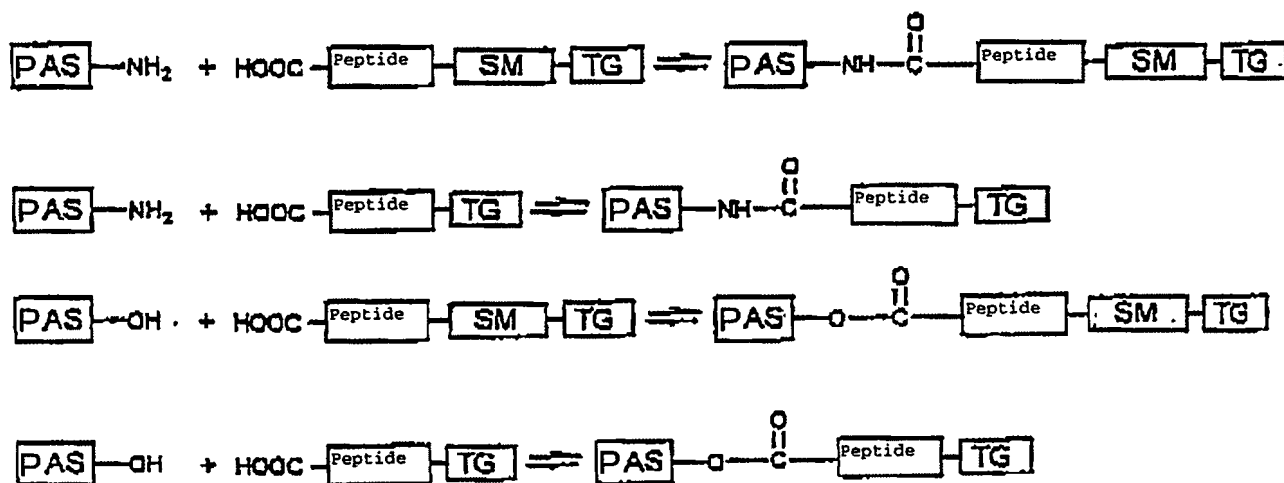 O
PAS NH₂ + HOOC Peptide SM TG ⇌ PAS NH C Peptide SM TG
O
PAS NH₂ + HOOC Peptide TG ⇌ PAS NH C Peptide TG
O
PAS OH + HOOC Peptide SM TG ⇌ PAS O C Peptide SM TG
O
PAS OH + HOOC Peptide TG ⇌ PAS O C Peptide TG